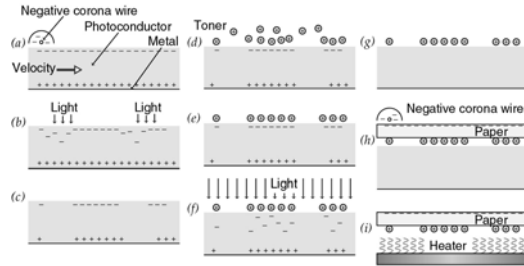 Negative corona wire
(a)
Photoconductor
Metal
Velocity
Light
Light
(b)
(c)
Toner
(d)
(e)
Light
(f)
(g)
Negative corona wire
Paper
(h)
Paper
(i)
Heater